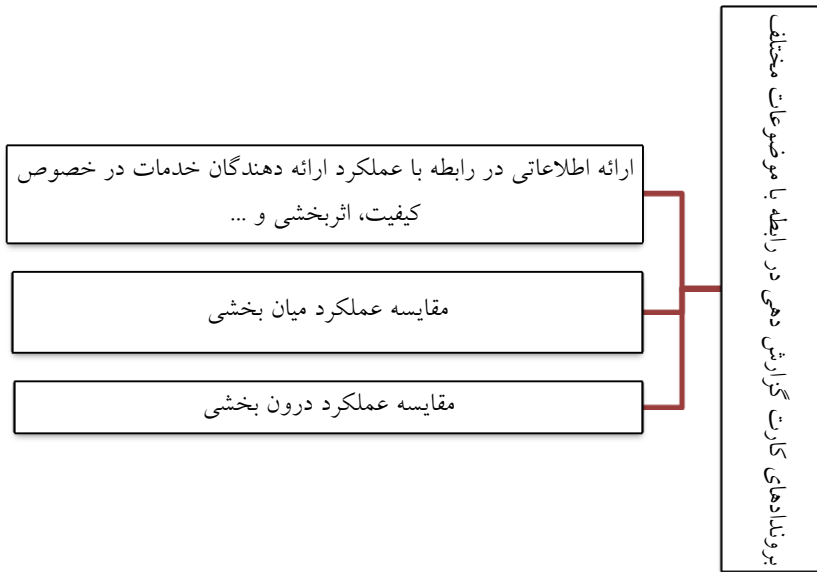 بروندادهای کارت گزارش دهی در رابطه با موضوعات مختلف
ارائه اطلاعاتی در رابطه با عملکرد ارائه دهندگان خدمات در خصوص
کیفیت، اثربخشی و ...
مقایسه عملکرد میان بخشی
مقایسه عملکرد درون بخشی